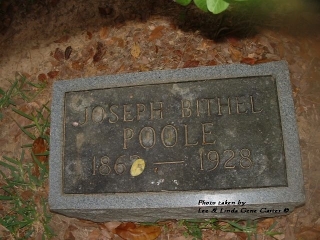 JOSEPH BITHEL
POOLE
1928
Photo taken by
Lee & Linda Gene Carter ©